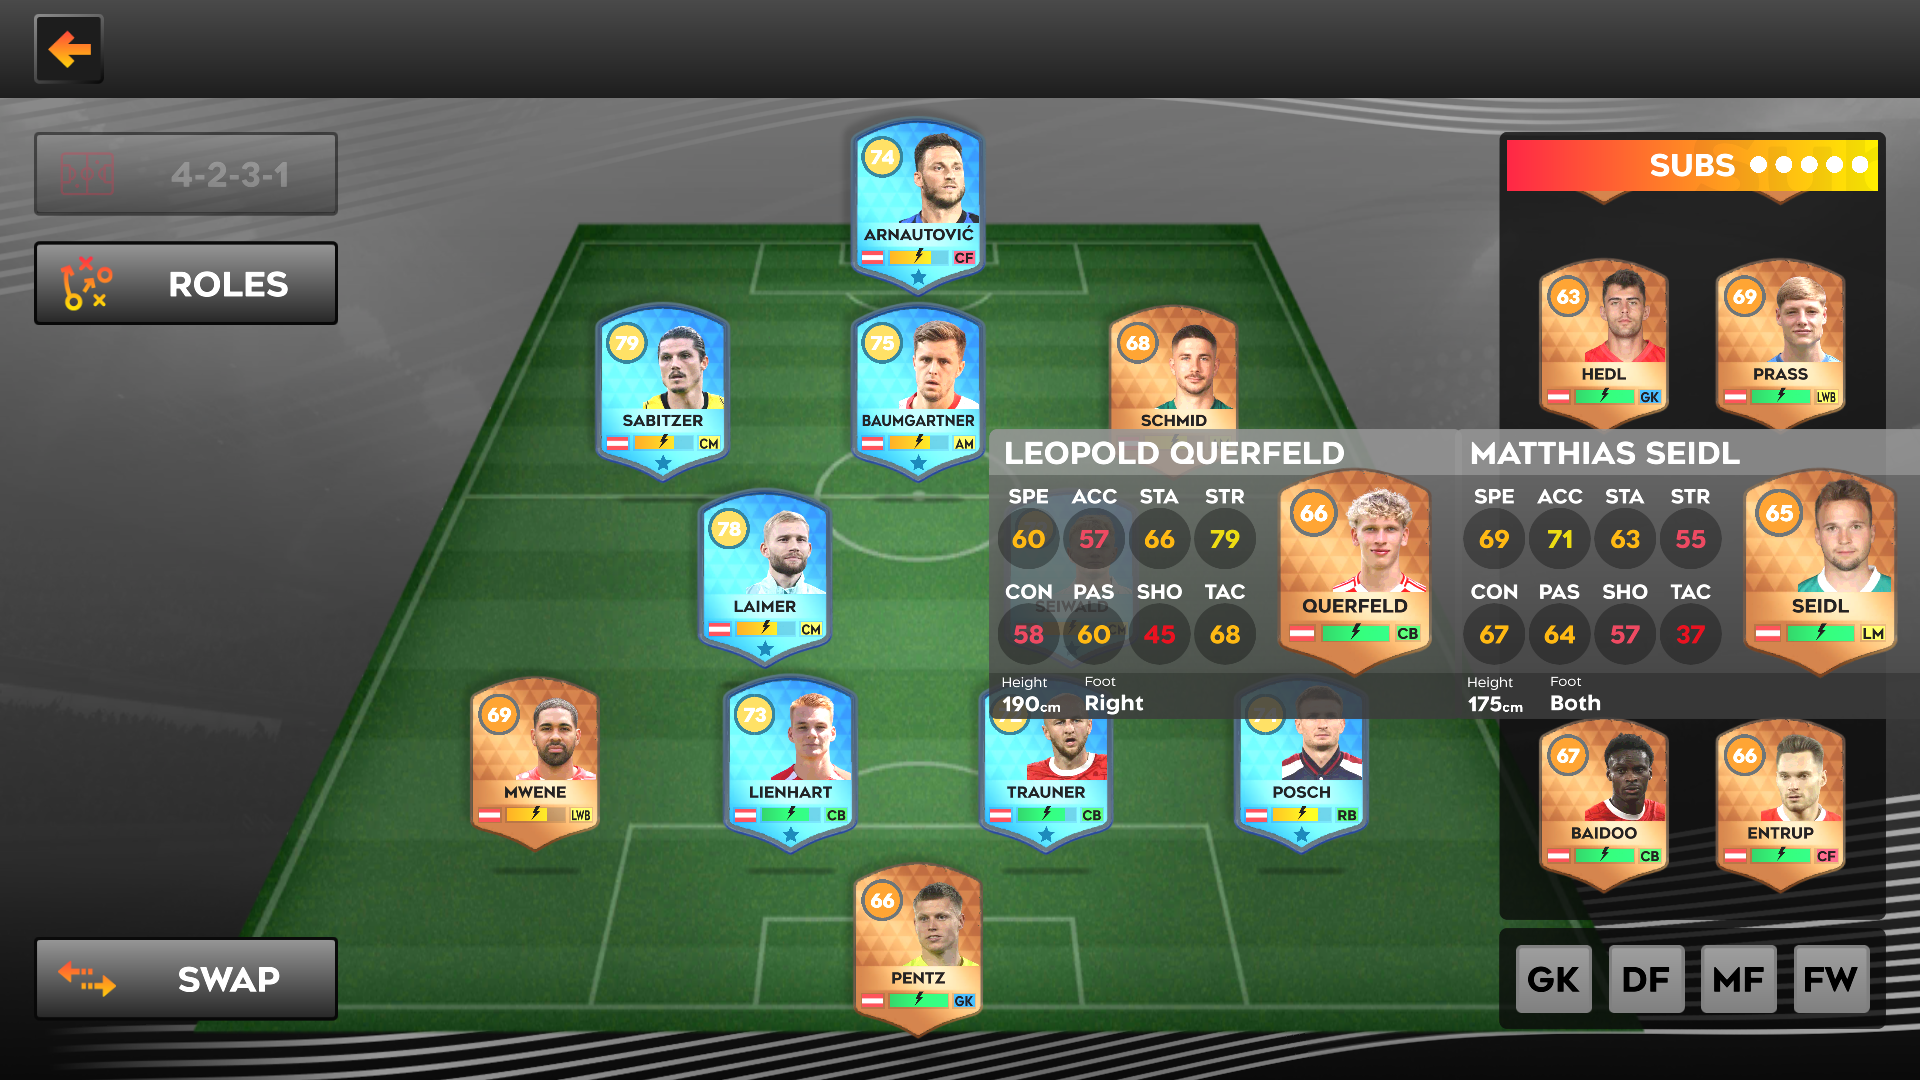 4-2-3-1
ROLES
SWAP
74
ARNAUTOVIĆ
CF
79
SABITZER
CM
75
BAUMGARTNER
AM
68
SCHMID
78
LAIMER
CM
SEIWALD
CM
69
MWENE
LWB
73
LIENHART
CB
TRAUNER
CB
POSCH
RB
66
PENTZ
GK
LEOPOLD QUERFELD
SPE ACC STA STR
60 57 66 79
CON PAS SHO TAC
58 60 45 68
Height Foot
190cm Right
66
QUERFELD
CB
MATTHIAS SEIDL
SPE ACC STA STR
69 71 63 55
CON PAS SHO TAC
67 64 57 37
Height Foot
175cm Both
65
SEIDL
LM
SUBS
63
HEDL
GK
69
PRASS
LWB
67
BAIDOO
CB
66
ENTRUP
CF
GK DF MF FW